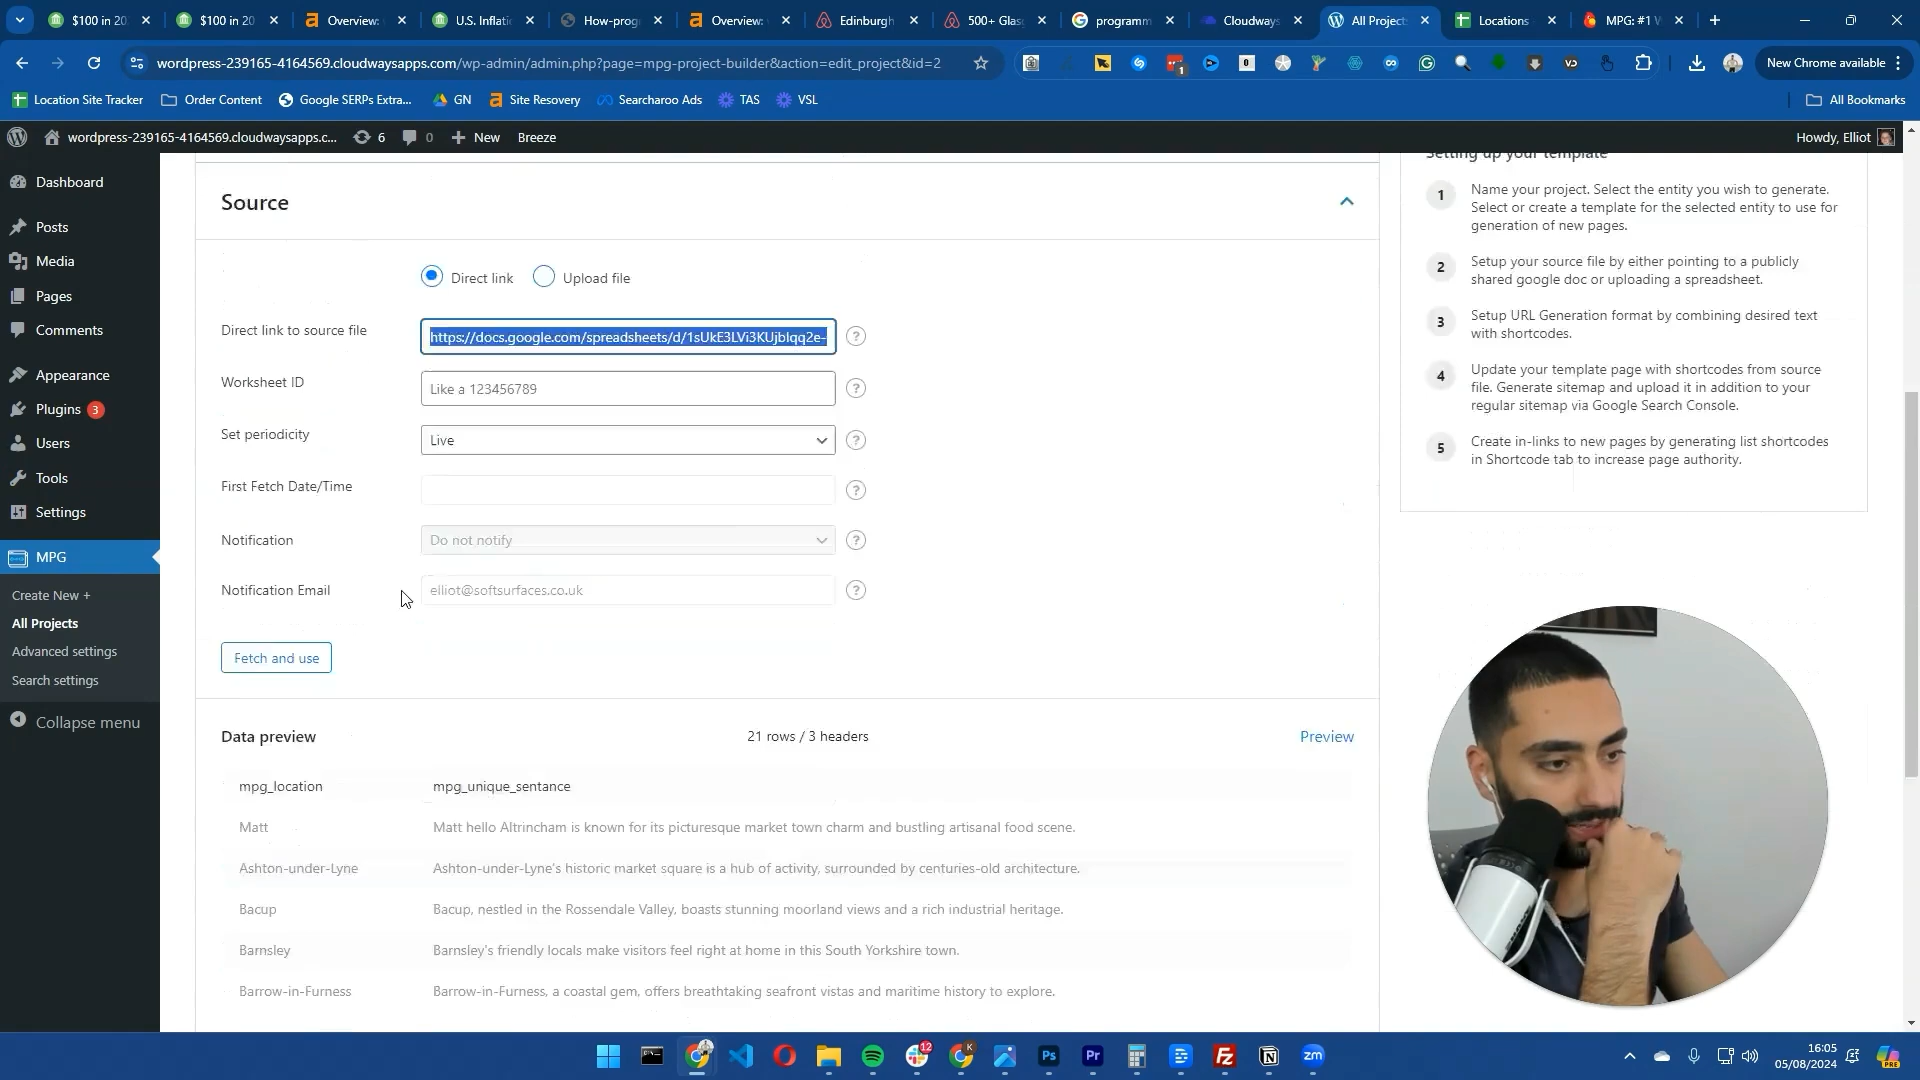 $100 in 20
$100 in 20
Overview:
U.S. Inflati
How-prog
Overview:
Edinburgh
500+ Glas
programm
Cloudways
All Project
Locations
MPG: #1 W
wordpress-239165-4164569.cloudwaysapps.com/wp-admin/admin.php?page=mpg-project-builder&action=edit_project&id=2
New Chrome available
Location Site Tracker
Order Content
Google SERPs Extra...
GN
Site Recovery
Searcharoo Ads
TAS
VSL
All Bookmarks
wordpress-239165-4164569.cloudwaysapps.c...
6
0
New
Breeze
Howdy, Elliot
Dashboard
Posts
Media
Pages
Comments
Appearance
Plugins 3
Users
Tools
Settings
MPG
Create New +
All Projects
Advanced settings
Search settings
Collapse menu
Source
Direct link
Upload file
Direct link to source file
https://docs.google.com/spreadsheets/d/1sUkE3LVi3KUjbIqq2e-
Worksheet ID
Like a 123456789
Set periodicity
Live
First Fetch Date/Time
Notification
Do not notify
Notification Email
elliot@softsurfaces.co.uk
Fetch and use
Data preview
21 rows / 3 headers
Preview
mpg_location mpg_unique_sentance
Matt Matt hello Altrincham is known for its picturesque market town charm and bustling artisanal food scene.
Ashton-under-Lyne Ashton-under-Lyne's historic market square is a hub of activity, surrounded by centuries-old architecture.
Bacup Bacup, nestled in the Rossendale Valley, boasts stunning moorland views and a rich industrial heritage.
Barnsley Barnsley's friendly locals make visitors feel right at home in this South Yorkshire town.
Barrow-in-Furness Barrow-in-Furness, a coastal gem, offers breathtaking seafront vistas and maritime history to explore.
Setting up your template
1 Name your project. Select the entity you wish to generate.
Select or create a template for the selected entity to use for
generation of new pages.
2 Setup your source file by either pointing to a publicly
shared google doc or uploading a spreadsheet.
3 Setup URL Generation format by combining desired text
with shortcodes.
4 Update your template page with shortcodes from source
file. Generate sitemap and upload it in addition to your
regular sitemap via Google Search Console.
5 Create in-links to new pages by generating list shortcodes
in Shortcode tab to increase page authority.
16:05
05/08/2024